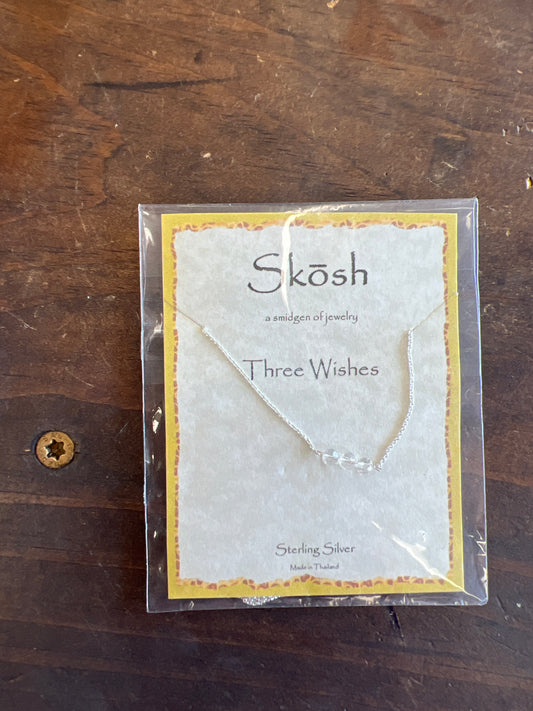 Skōsh
a smidgen of jewelry
Three Wishes
Sterling Silver
Made in Thailand